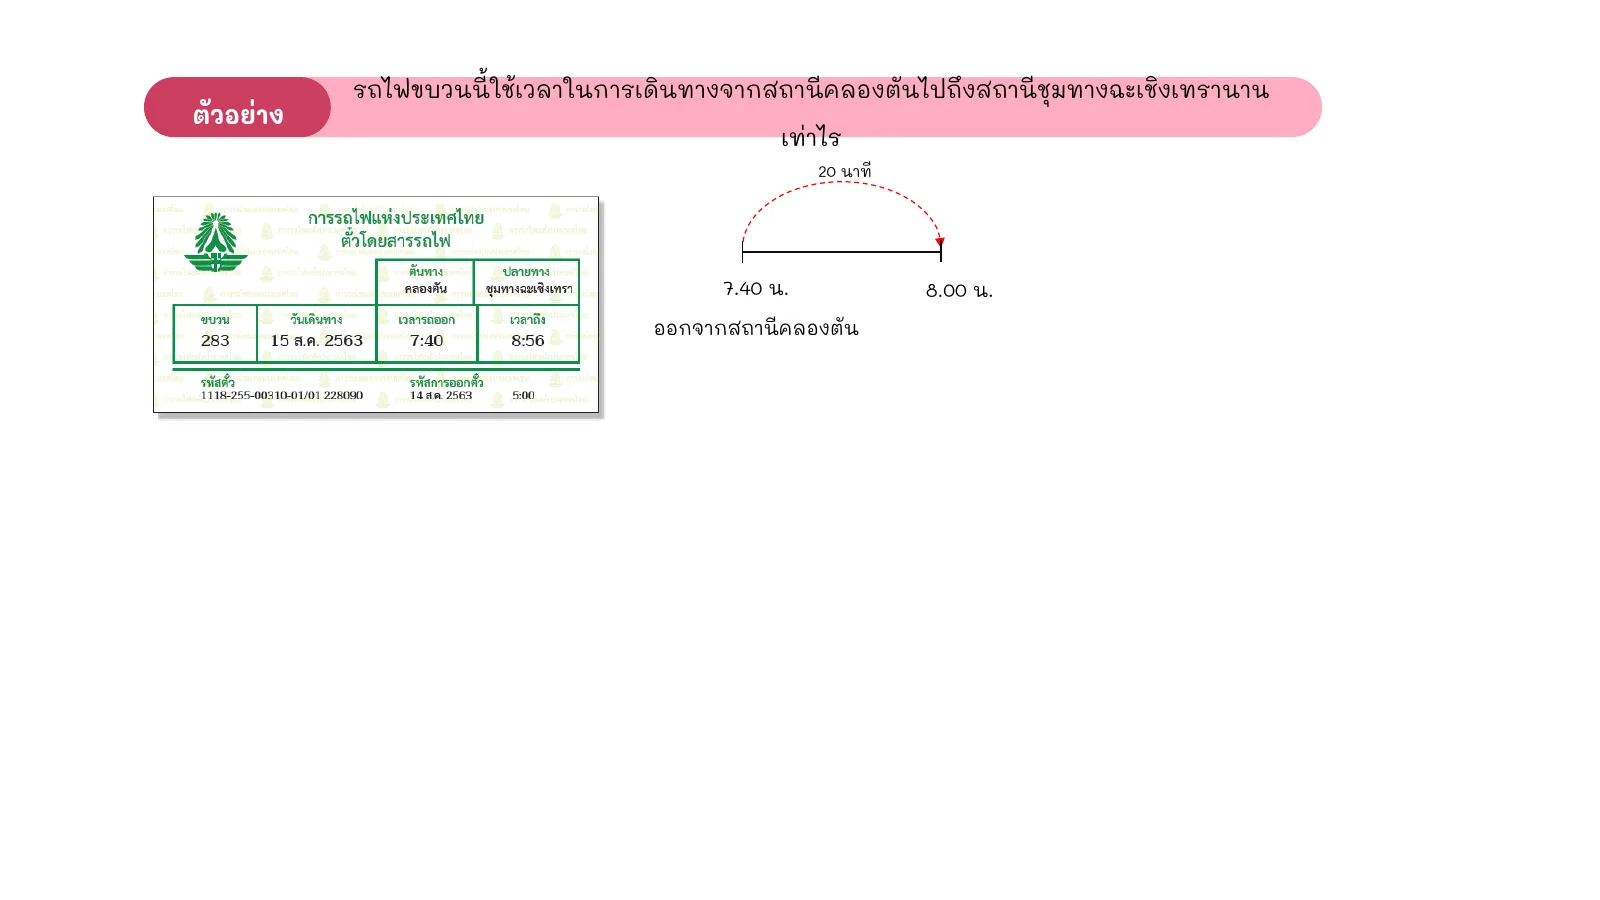 ตัวอย่าง
รถไฟขบวนนี้ใช้เวลาในการเดินทางจากสถานีคลองตันไปถึงสถานีชุมทางฉะเชิงเทรานาน
เท่าไร
20 นาที
7.40 น.
8.00 น.
ออกจากสถานีคลองตัน
การรถไฟแห่งประเทศไทย
ตั๋วโดยสารรถไฟ
ต้นทาง ปลายทาง
คลองตัน ชุมทางฉะเชิงเทรา
ขบวน วันเดินทาง เวลารถออก เวลาถึง
283 15 ส.ค. 2563 7:40 8:56
รหัสตั๋ว รหัสการออกตั๋ว
1118-255-00310-01/01 228090 14 ส.ค. 2563 5:00